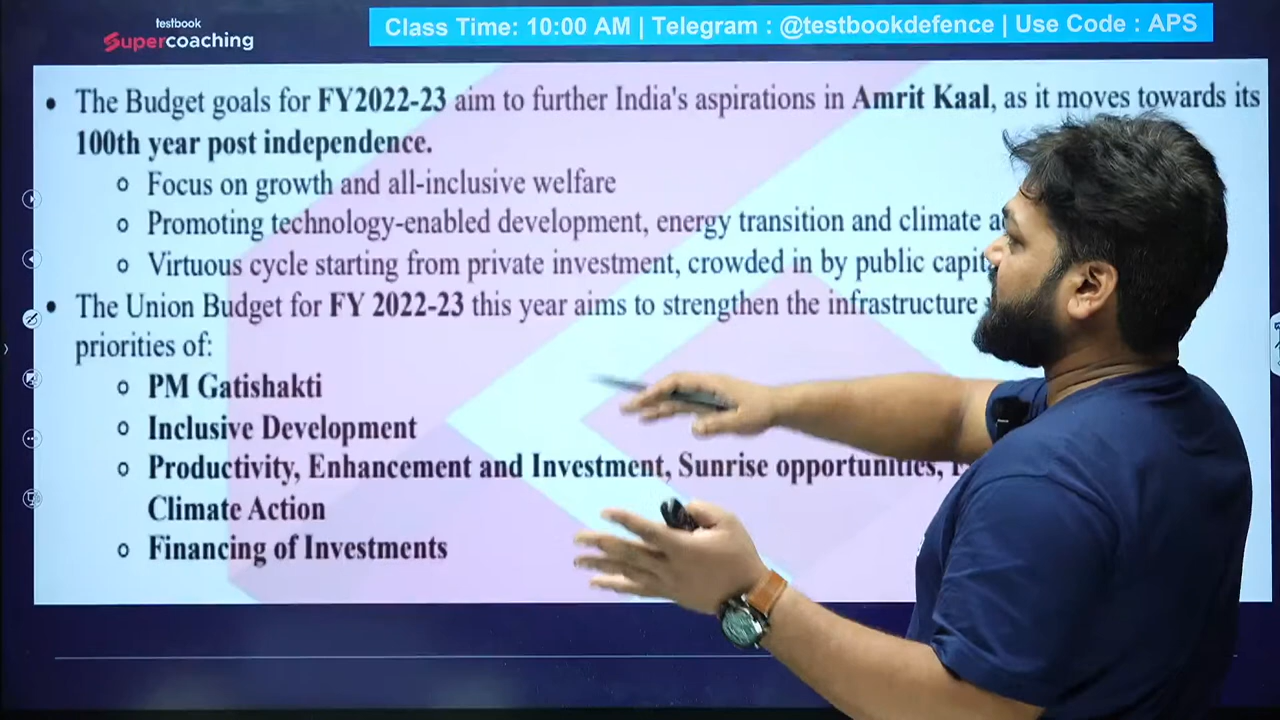 testbook
Supercoaching
Class Time: 10:00 AM | Telegram : @testbookdefence | Use Code : APS
• The Budget goals for FY2022-23 aim to further India's aspirations in Amrit Kaal, as it moves towards its
100th year post independence.
o Focus on growth and all-inclusive welfare
o Promoting technology-enabled development, energy transition and climate
o Virtuous cycle starting from private investment, crowded in by public
• The Union Budget for FY 2022-23 this year aims to strengthen the infrastructure
priorities of:
o PM Gatishakti
o Inclusive Development
o Productivity, Enhancement and Investment, Sunrise opportunities,
Climate Action
o Financing of Investments